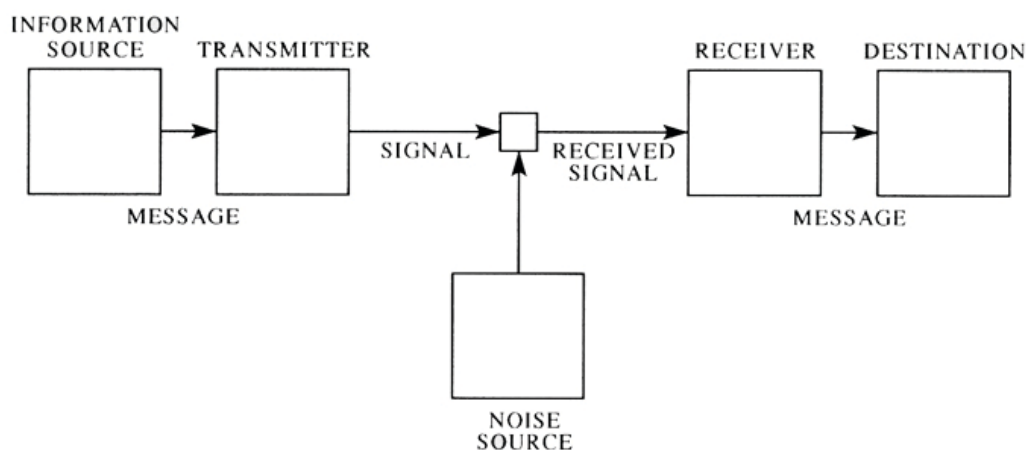 INFORMATION
SOURCE
TRANSMITTER
RECEIVER
DESTINATION
SIGNAL
RECEIVED
SIGNAL
MESSAGE
MESSAGE
NOISE
SOURCE